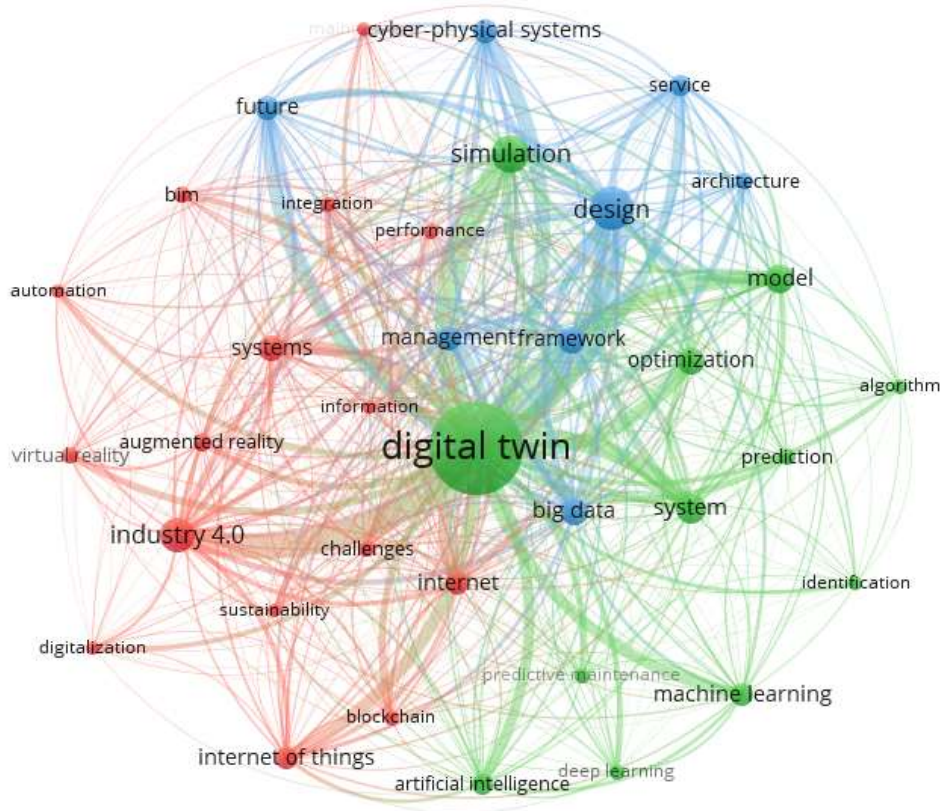 cyber-physical systems
service
future
simulation
architecture
bim
integration
design
performance
model
automation
management
framework
systems
optimization
algorithm
information
augmented reality
digital twin
virtual reality
prediction
big data
system
industry 4.0
challenges
internet
identification
sustainability
digitalization
predictive maintenance
machine learning
blockchain
internet of things
deep learning
artificial intelligence